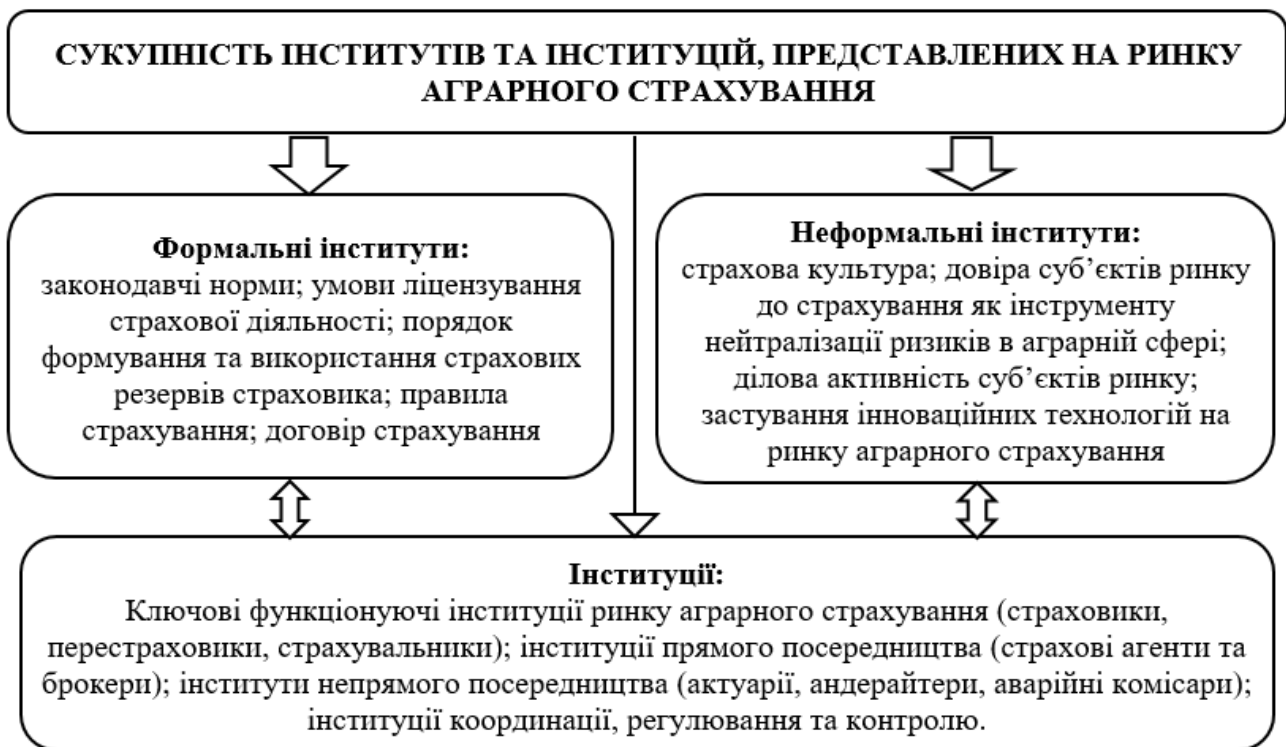 СУКУПНІСТЬ ІНСТИТУТІВ ТА ІНСТИТУЦІЙ, ПРЕДСТАВЛЕНИХ НА РИНКУ
АГРАРНОГО СТРАХУВАННЯ
Формальні інститути:
законодавчі норми; умови ліцензування
страхової діяльності; порядок
формування та використання страхових
резервів страховика; правила
страхування; договір страхування
Неформальні інститути:
страхова культура; довіра суб’єктів ринку
до страхування як інструменту
нейтралізації ризиків в аграрній сфері;
ділова активність суб’єктів ринку;
застування інноваційних технологій на
ринку аграрного страхування
Інституції:
Ключові функціонуючі інституції ринку аграрного страхування (страховики,
перестраховики, страхувальники); інституції прямого посередництва (страхові агенти та
брокери); інститути непрямого посередництва (актуарії, андерайтери, аварійні комісари);
інституції координації, регулювання та контролю.